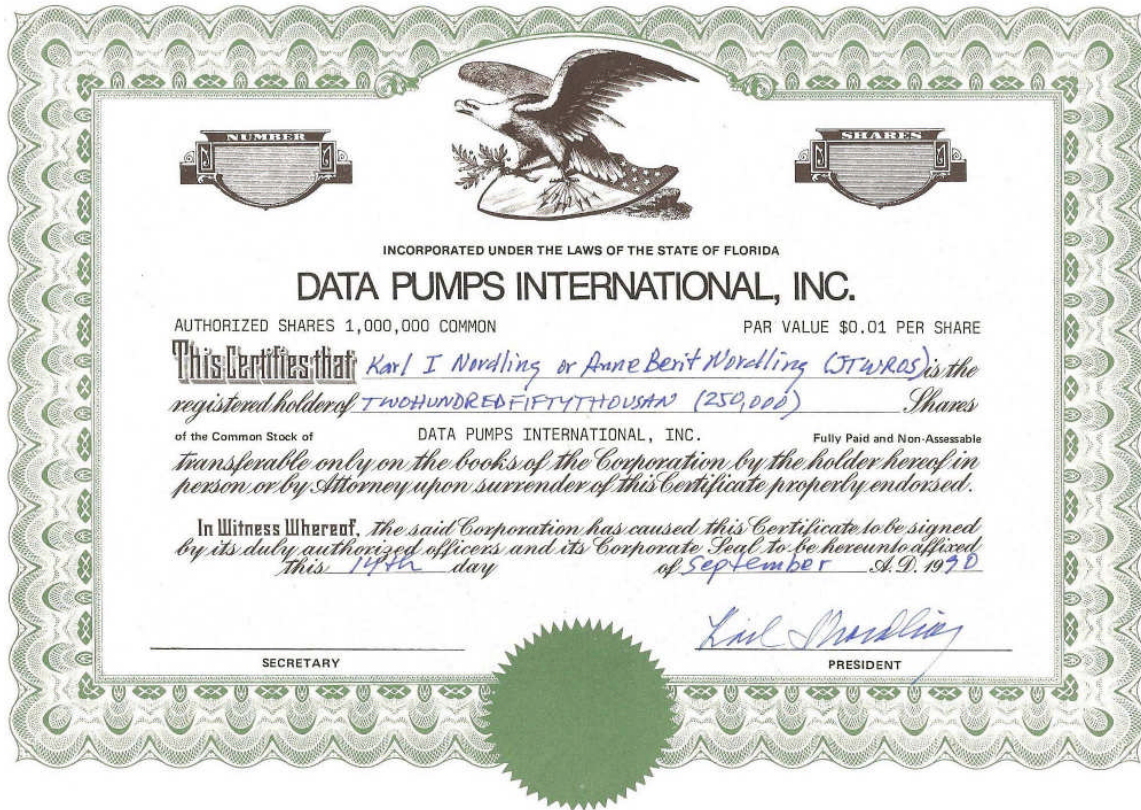 NUMBER
SHARES
INCORPORATED UNDER THE LAWS OF THE STATE OF FLORIDA
DATA PUMPS INTERNATIONAL, INC.
AUTHORIZED SHARES 1,000,000 COMMON PAR VALUE $0.01 PER SHARE
This Certifies that Karl I Nordling or Anne Berit Nordling (JTWROS) is the
registered holder of TWOHUNDREDFIFTYTHOUSAN (250,000) Shares
of the Common Stock of DATA PUMPS INTERNATIONAL, INC. Fully Paid and Non-Assessable
transferable only on the books of the Corporation by the holder hereof in
person or by Attorney upon surrender of this Certificate properly endorsed.
In Witness Whereof, the said Corporation has caused this Certificate to be signed
by its duly authorized officers and its Corporate Seal to be hereunto affixed
this 14th day of September A.D. 1990
Karl Nordling
SECRETARY PRESIDENT